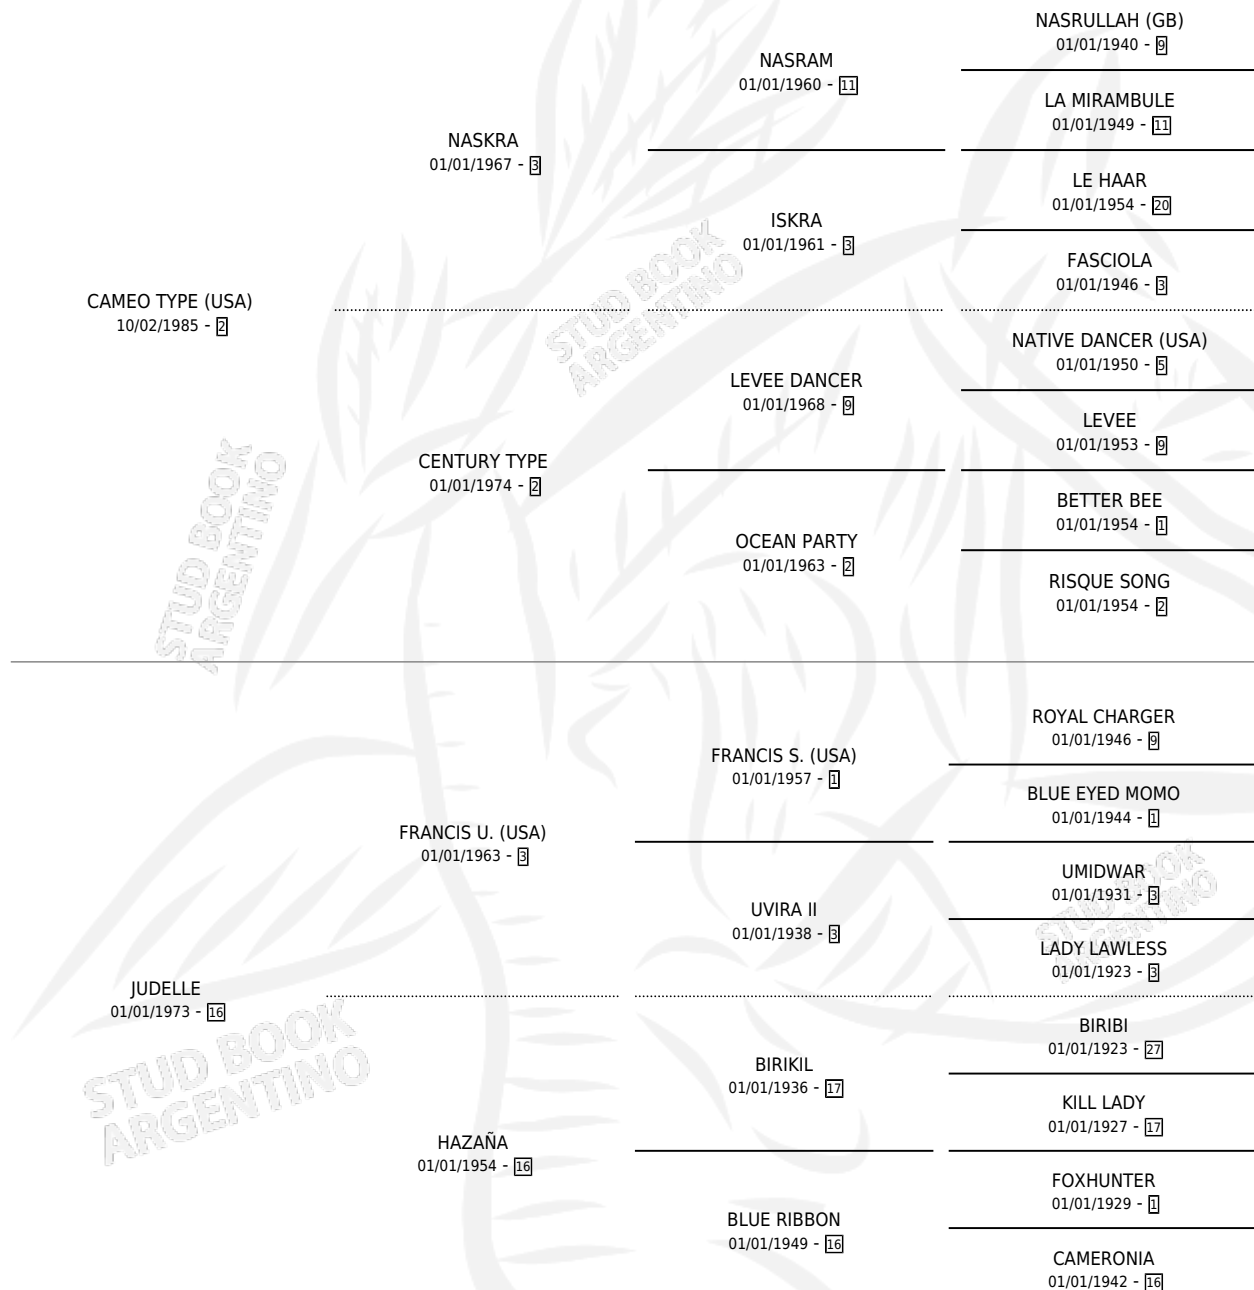 NASRULLAH (GB)
01/01/1940 - 9
NASRAM
01/01/1960 - 11
LA MIRAMBULE
01/01/1949 - 11
NASKRA
01/01/1967 - 3
LE HAAR
01/01/1954 - 20
ISKRA
01/01/1961 - 3
FASCIOLA
01/01/1946 - 3
CAMEO TYPE (USA)
10/02/1985 - 2
NATIVE DANCER (USA)
01/01/1950 - 5
LEVEE DANCER
01/01/1968 - 9
LEVEE
01/01/1953 - 9
CENTURY TYPE
01/01/1974 - 2
BETTER BEE
01/01/1954 - 1
OCEAN PARTY
01/01/1963 - 2
RISQUE SONG
01/01/1954 - 2
STUD BOOK
ARGENTINO
STUD BOOK
ARGENTINO
ROYAL CHARGER
01/01/1946 - 9
FRANCIS S. (USA)
01/01/1957 - 1
BLUE EYED MOMO
01/01/1944 - 1
FRANCIS U. (USA)
01/01/1963 - 3
UMIDWAR
01/01/1931 - 3
UVIRA II
01/01/1938 - 3
LADY LAWLESS
01/01/1923 - 3
JUDELLE
01/01/1973 - 16
BIRIBI
01/01/1923 - 27
BIRIKIL
01/01/1936 - 17
KILL LADY
01/01/1927 - 17
HAZAÑA
01/01/1954 - 16
FOXHUNTER
01/01/1929 - 1
BLUE RIBBON
01/01/1949 - 16
CAMERONIA
01/01/1942 - 16
STUD BOOK
ARGENTINO
STUD BOOK
ARGENTINO